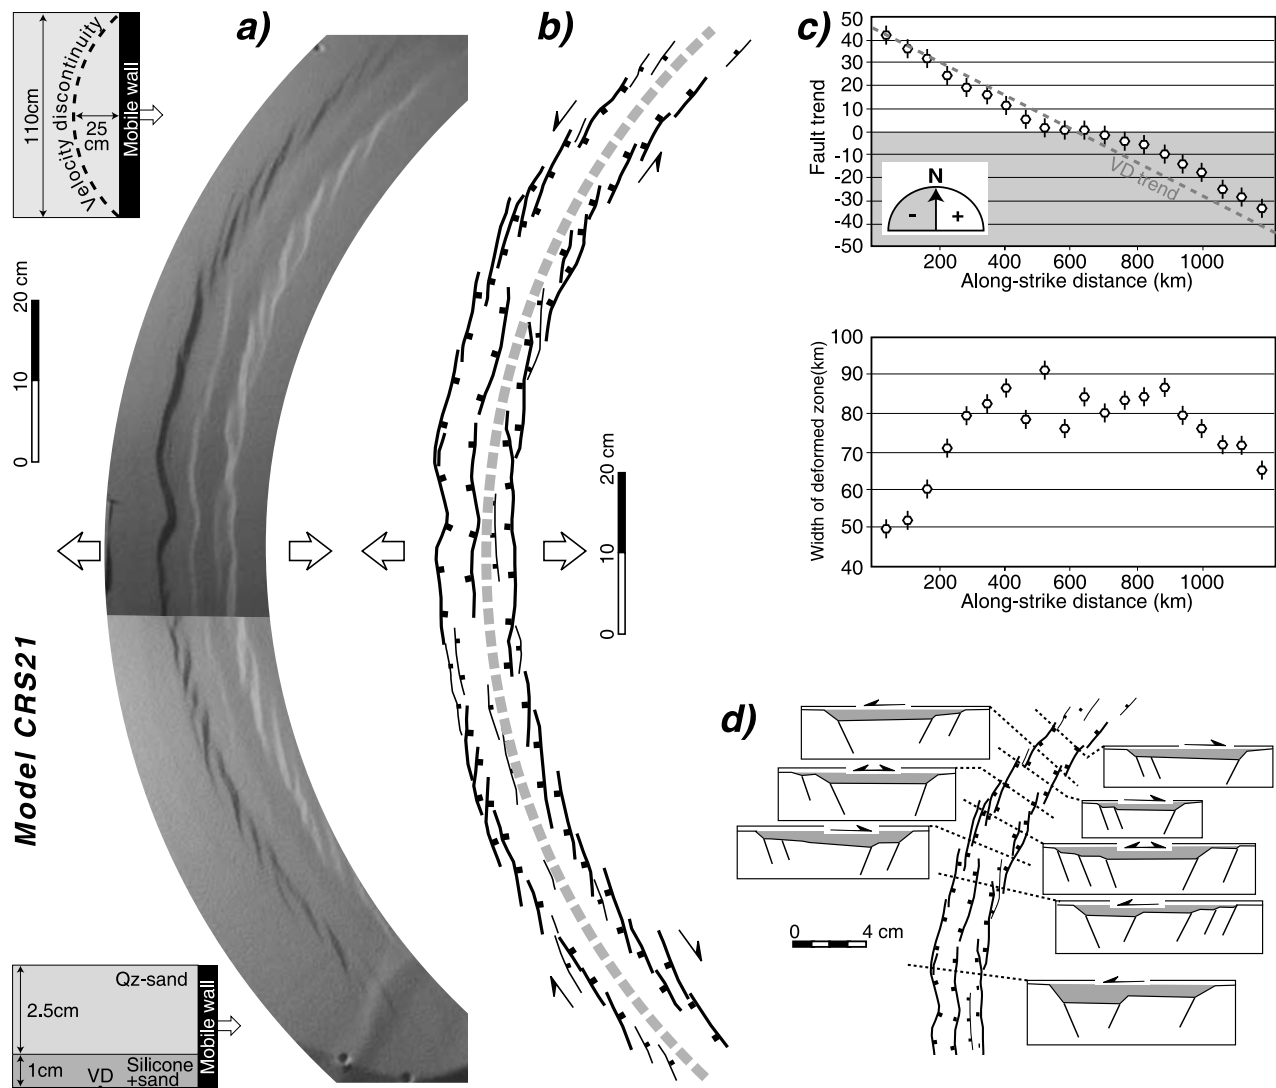 a)
b)
c)
d)
110cm
Velocity discontinuity
25
cm
Mobile wall
0
10
20 cm
Model CRS21
Qz-sand
2.5cm
1cm
VD
Silicone
+sand
Mobile wall
0
10
20 cm
50
40
30
20
10
0
-10
-20
-30
-40
-50
Fault trend
VD trend
N
-
+
200
400
600
800
1000
Along-strike distance (km)
100
90
80
70
60
50
40
Width of deformed zone(km)
200
400
600
800
1000
Along-strike distance (km)
0
4 cm